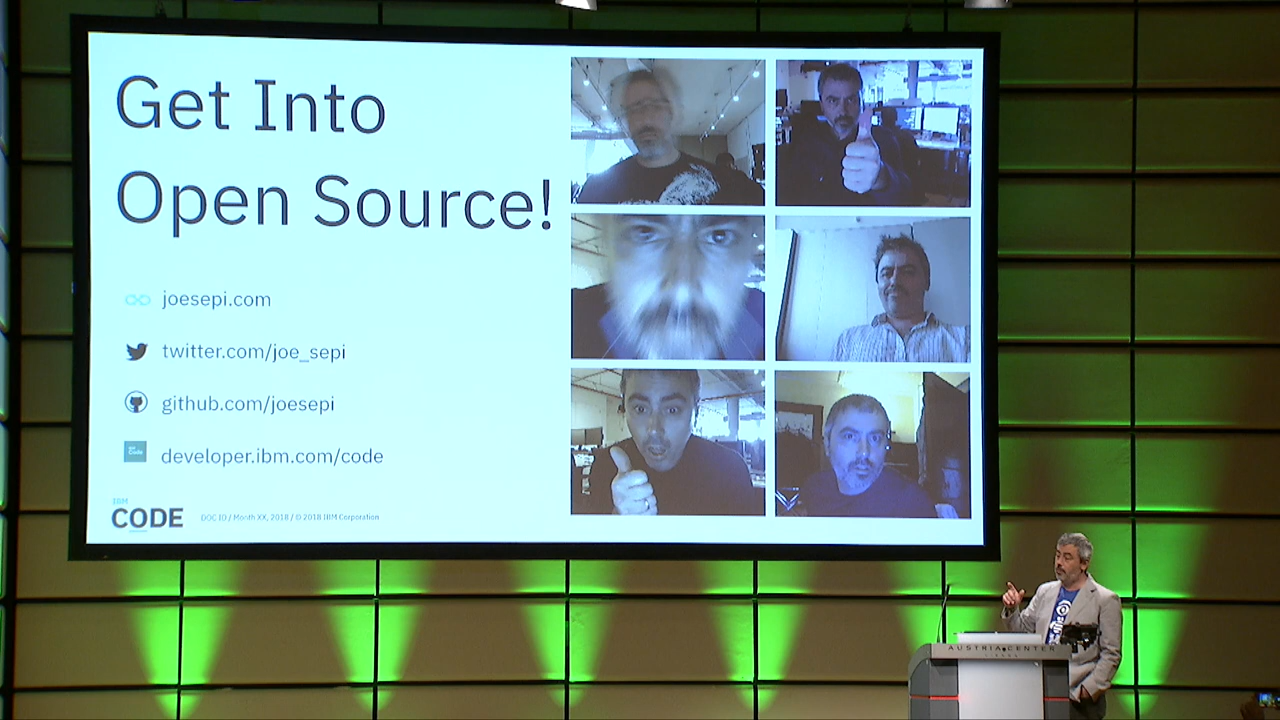 Get Into
Open Source!
joesepi.com
twitter.com/joe_sepi
github.com/joesepi
developer.ibm.com/code
IBM
CODE
DOC ID / Month XX, 2018 / © 2018 IBM Corporation
AUSTRIA CENTER
VIENNA